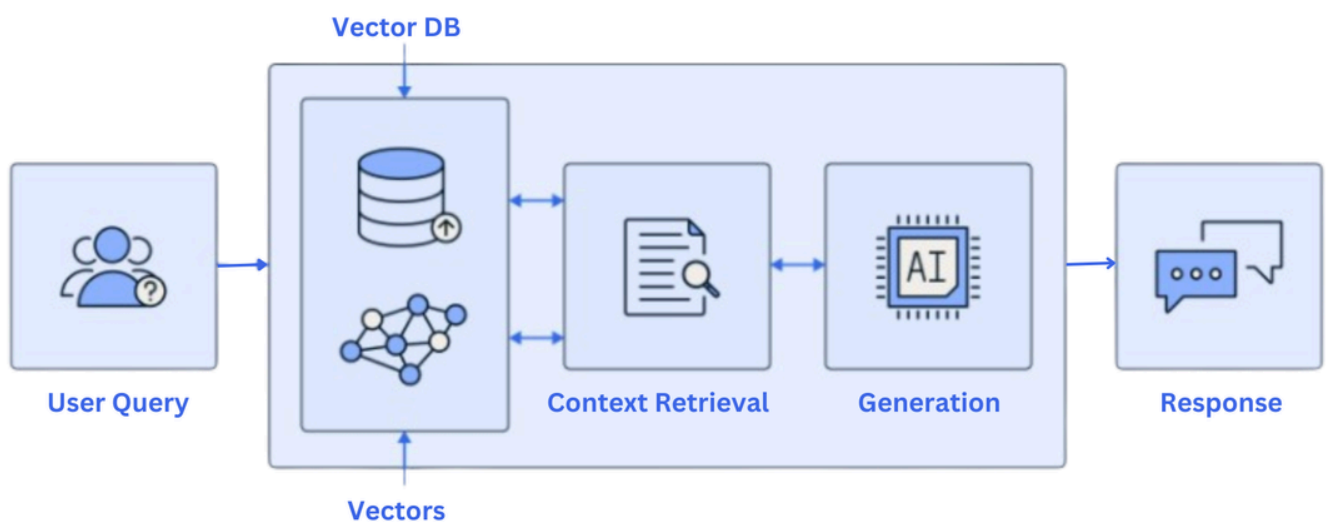 Vector DB
?
AI
User Query
Context Retrieval
Generation
Response
Vectors